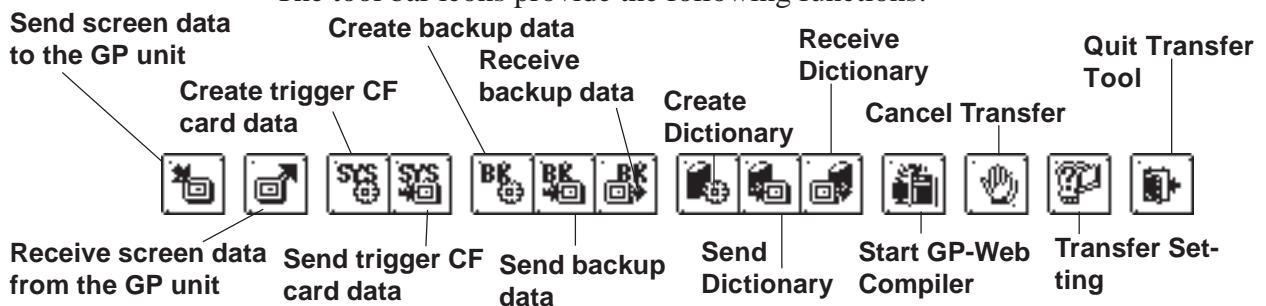 The tool bar icons provide the following functions:
Send screen data
to the GP unit
Create backup data
Receive
backup data
Receive
Dictionary
Quit Transfer
Tool
Create trigger CF
card data
Create
Dictionary
Cancel Transfer
SYS
SYS
BK
BK
BK
Receive screen data
from the GP unit
Send trigger CF
card data
Send backup
data
Send
Dictionary
Start GP-Web
Compiler
Transfer Set-
ting